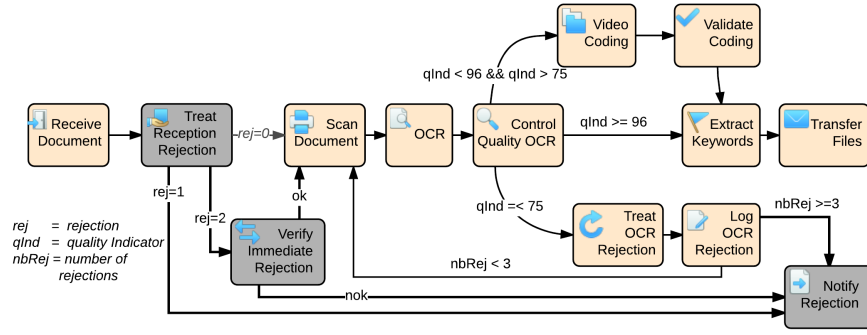 Video
Coding
Validate
Coding
qInd < 96 && qInd > 75
Receive
Document
Treat
Reception
Rejection
rej=0
Scan
Document
OCR
Control
Quality OCR
qInd >= 96
Extract
Keywords
Transfer
Files
rej=1
rej=2
ok
qInd =< 75
Treat
OCR
Rejection
Log
OCR
Rejection
nbRej >=3
rej = rejection
qInd = quality Indicator
nbRej = number of
rejections
Verify
Immediate
Rejection
nbRej < 3
nok
Notify
Rejection